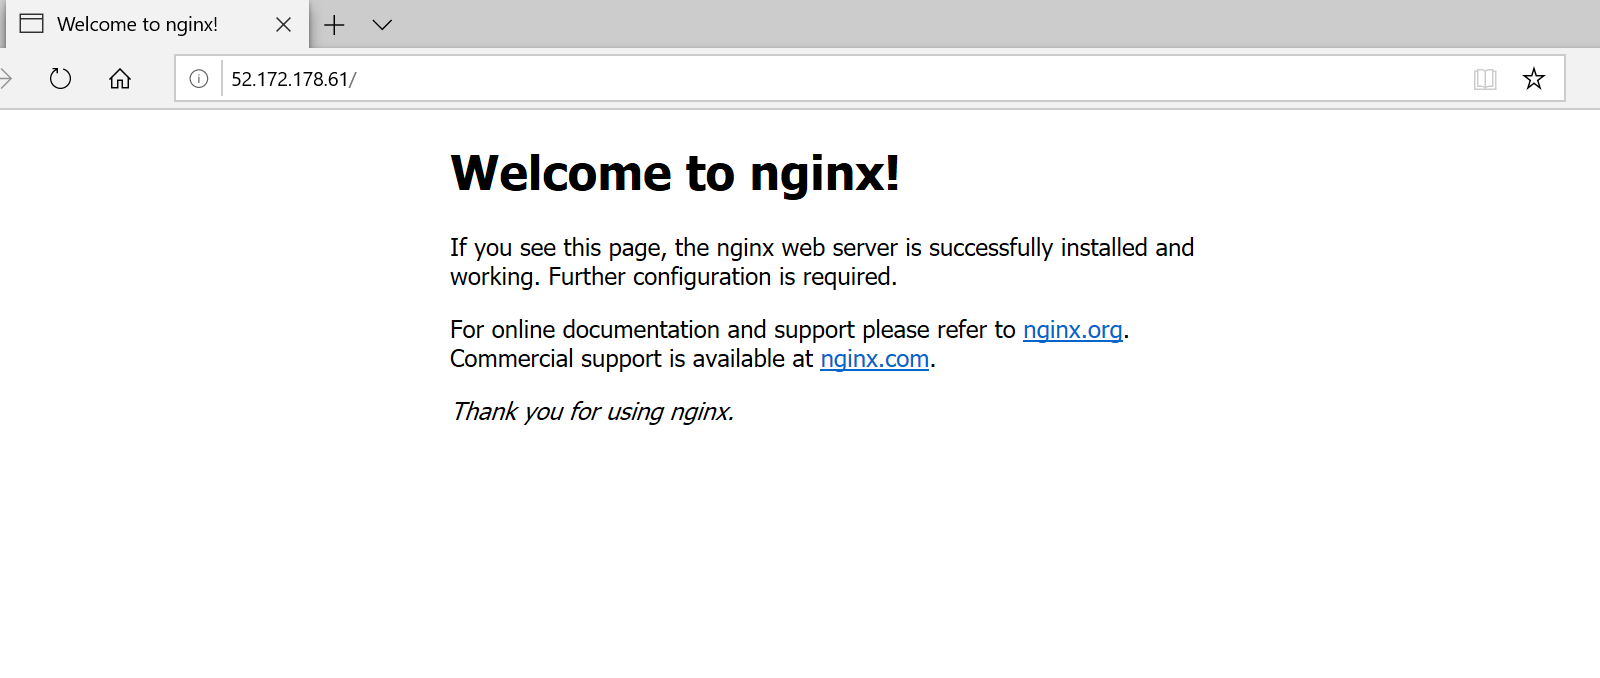 Welcome to nginx!
52.172.178.61/
Welcome to nginx!
If you see this page, the nginx web server is successfully installed and
working. Further configuration is required.
For online documentation and support please refer to nginx.org.
Commercial support is available at nginx.com.
Thank you for using nginx.